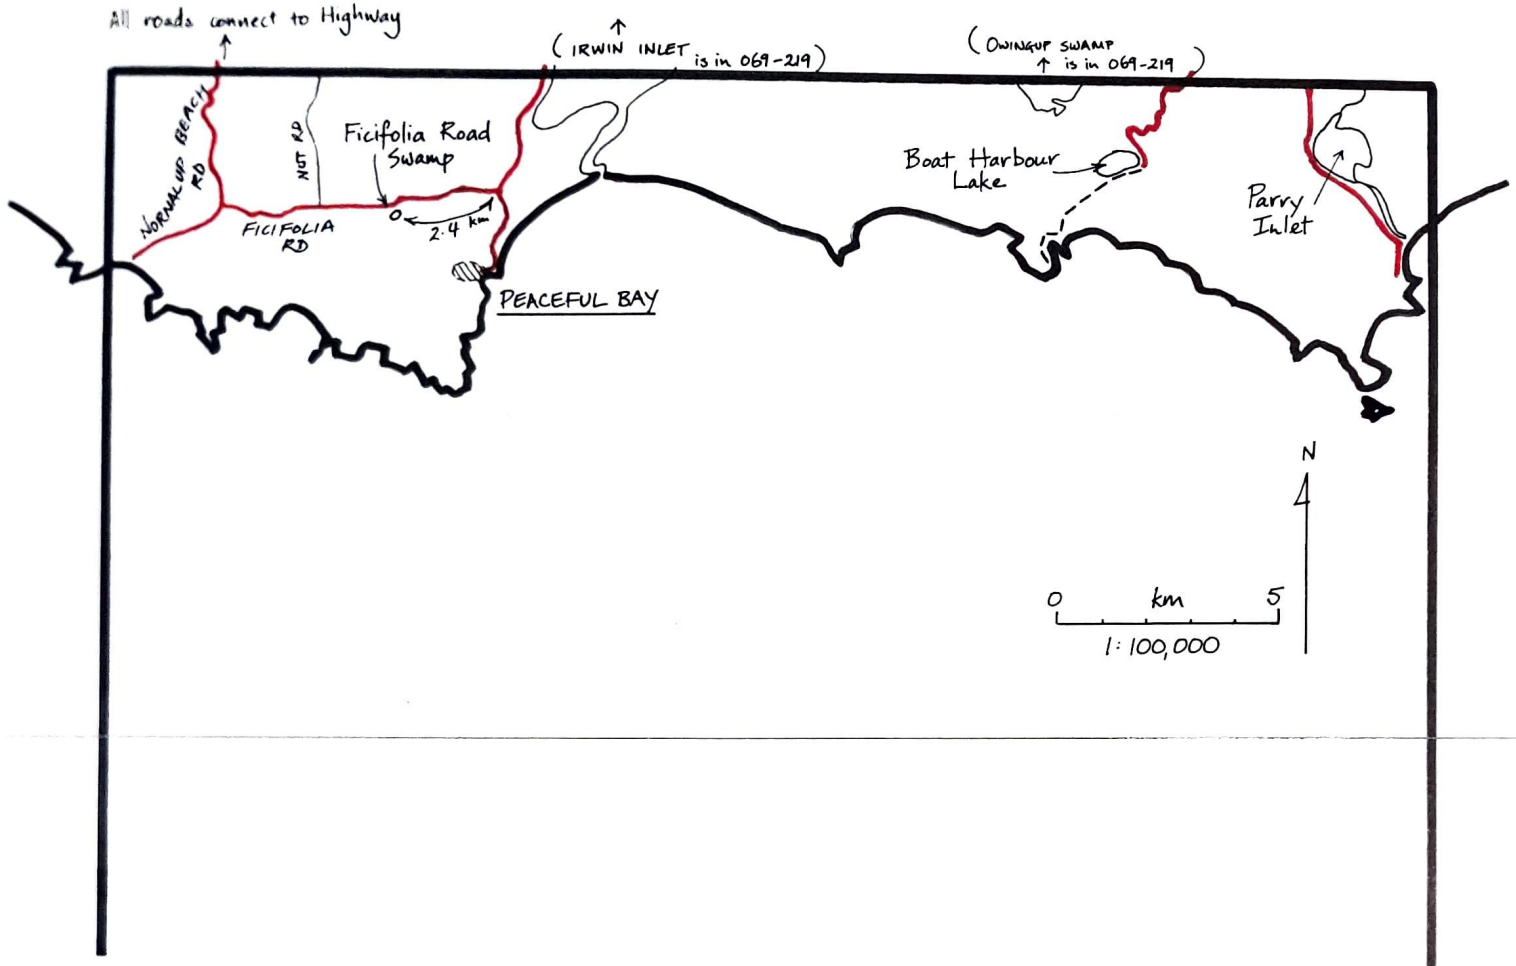 All roads connect to Highway
( IRWIN INLET
is in 069-219 )
( OWINGUP SWAMP
is in 069-219 )
NORNALUP BEACH
RD
NUT RD
Ficifolia Road
Swamp
2.4 km
FICIFOLIA
RD
PEACEFUL BAY
Boat Harbour
Lake
Parry
Inlet
N
0 km 5
1:100,000